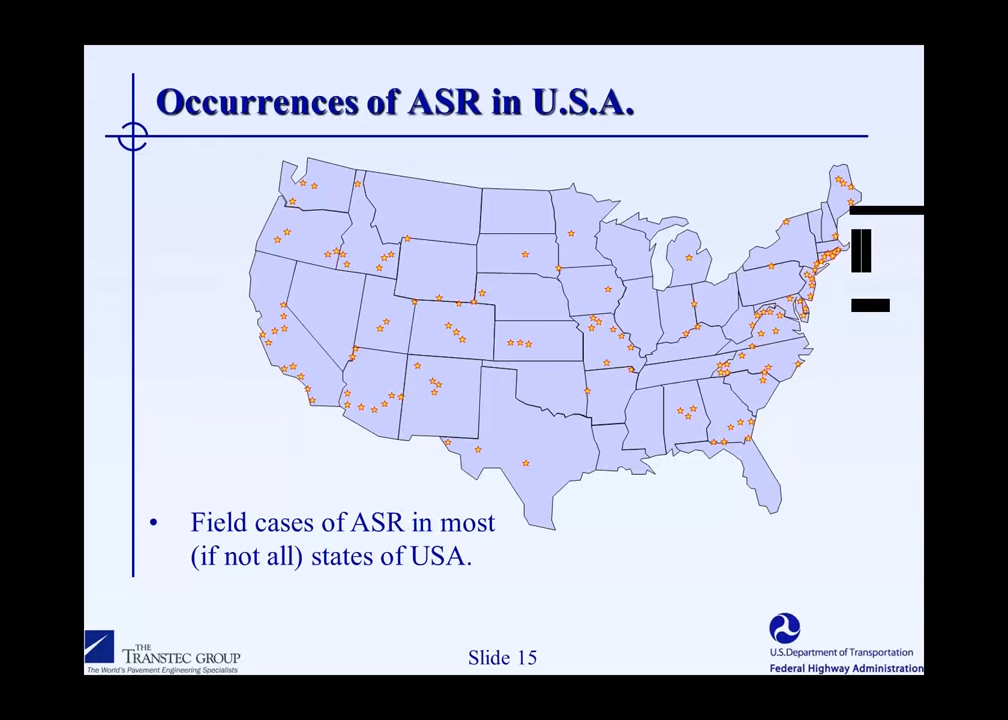 Occurrences of ASR in U.S.A.
• Field cases of ASR in most
(if not all) states of USA.
THE
TRANSTEC GROUP
The World's Pavement Engineering Specialists
Slide 15
U.S.Department of Transportation
Federal Highway Administration